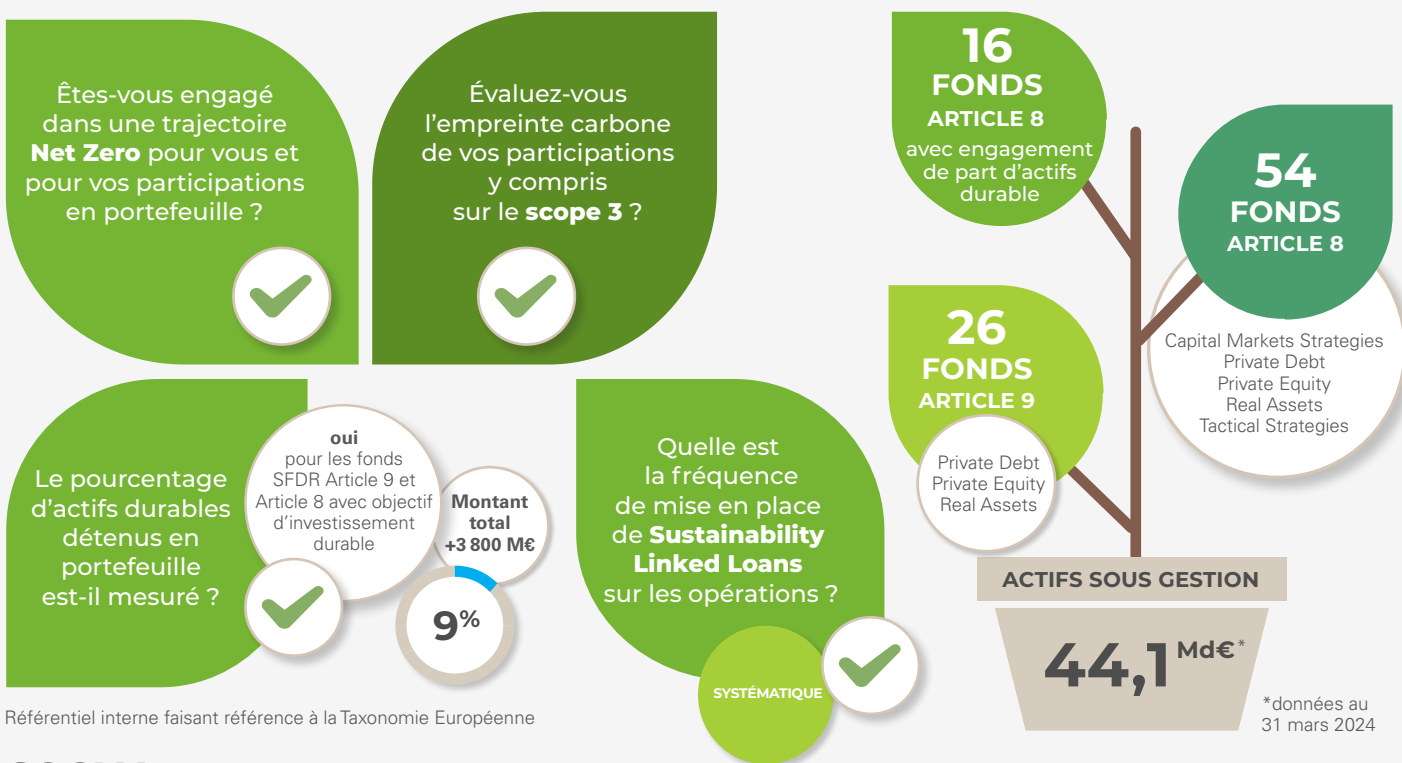 Êtes-vous engagé
dans une trajectoire
Net Zero pour vous et
pour vos participations
en portefeuille ?
Évaluez-vous
l'empreinte carbone
de vos participations
y compris
sur le scope 3 ?
Le pourcentage
d'actifs durables
détenus en
portefeuille
est-il mesuré ?
oui
pour les fonds
SFDR Article 9 et
Article 8 avec objectif
d'investissement
durable
Montant
total
+3 800 M€
9%
Quelle est
la fréquence
de mise en place
de Sustainability
Linked Loans
sur les opérations ?
SYSTÉMATIQUE
16
FONDS
ARTICLE 8
avec engagement
de part d'actifs
durable
54
FONDS
ARTICLE 8
Capital Markets Strategies
Private Debt
Private Equity
Real Assets
Tactical Strategies
26
FONDS
ARTICLE 9
Private Debt
Private Equity
Real Assets
ACTIFS SOUS GESTION
44,1 Md€*
*données au
31 mars 2024
Référentiel interne faisant référence à la Taxonomie Européenne